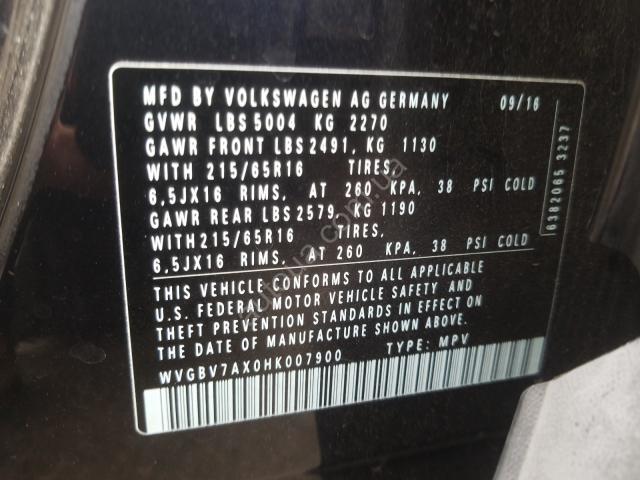 MFD BY VOLKSWAGEN AG GERMANY 09/16
GVWR LBS 5004 KG 2270
GAWR FRONT LBS 2491, KG 1130
WITH 215/65R16 TIRES,
6,5JX16 RIMS, AT 260 KPA, 38 PSI COLD
GAWR REAR LBS 2579, KG 1190
WITH215/65R16 TIRES,
6,5JX16 RIMS, AT 260 KPA, 38 PSI COLD
THIS VEHICLE CONFORMS TO ALL APPLICABLE
U.S. FEDERAL MOTOR VEHICLE SAFETY AND
THEFT PREVENTION STANDARDS IN EFFECT ON
THE DATE OF MANUFACTURE SHOWN ABOVE.
WVGBV7AX0HK007900 TYPE: MPV
6382065 3237
autoua.com.ua